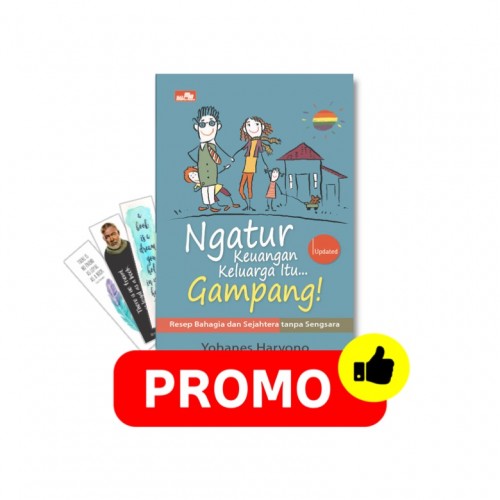 Ngatur
Keuangan
Keluarga Itu...
Gampang!
Updated
Resep Bahagia dan Sejahtera tanpa Sengsara
Yohanes Haryono
PROMO